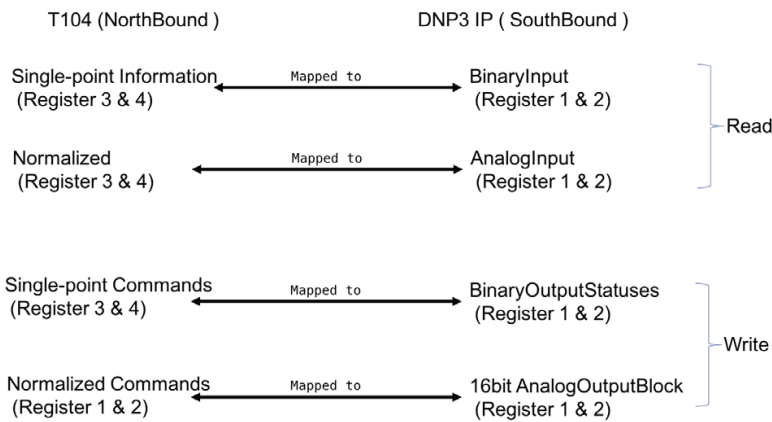 T104 (NorthBound )
DNP3 IP ( SouthBound )
Single-point Information
(Register 3 & 4)
Mapped to
BinaryInput
(Register 1 & 2)
Read
Normalized
(Register 3 & 4)
Mapped to
AnalogInput
(Register 1 & 2)
Single-point Commands
(Register 3 & 4)
Mapped to
BinaryOutputStatuses
(Register 1 & 2)
Write
Normalized Commands
(Register 1 & 2)
Mapped to
16bit AnalogOutputBlock
(Register 1 & 2)